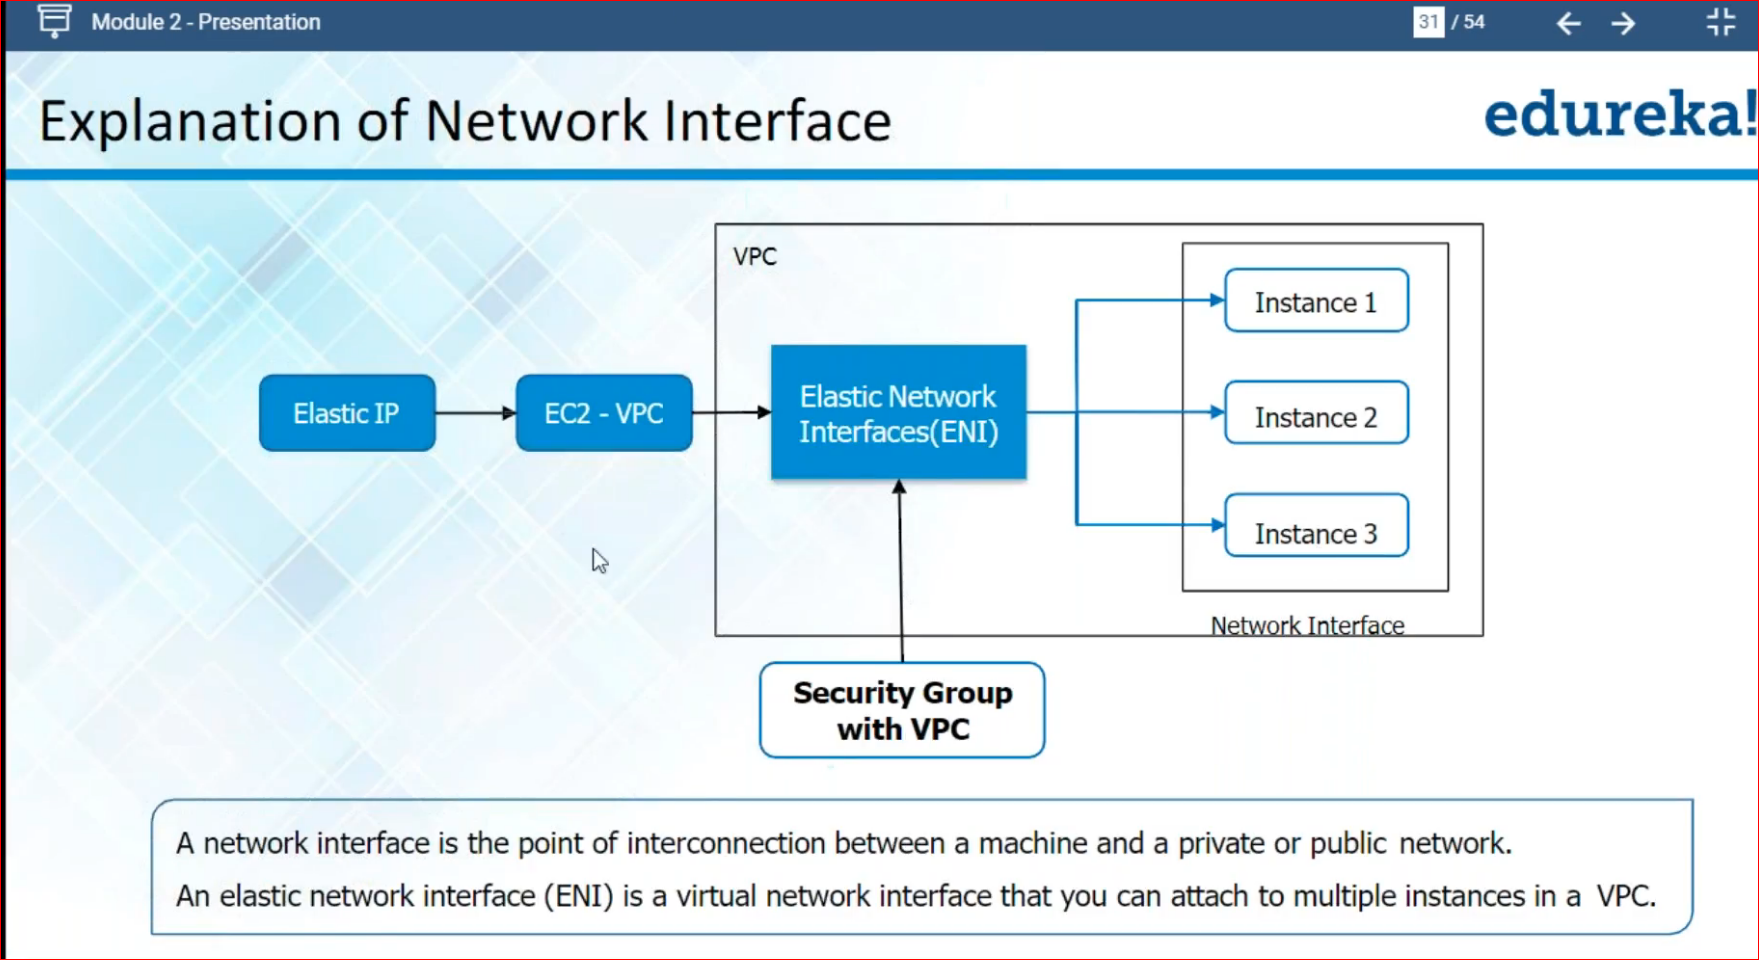 Module 2 - Presentation
31 / 54
Explanation of Network Interface
edureka!
VPC
Instance 1
Elastic IP
EC2 - VPC
Elastic Network
Interfaces(ENI)
Instance 2
Instance 3
Network Interface
Security Group
with VPC
A network interface is the point of interconnection between a machine and a private or public network.
An elastic network interface (ENI) is a virtual network interface that you can attach to multiple instances in a VPC.